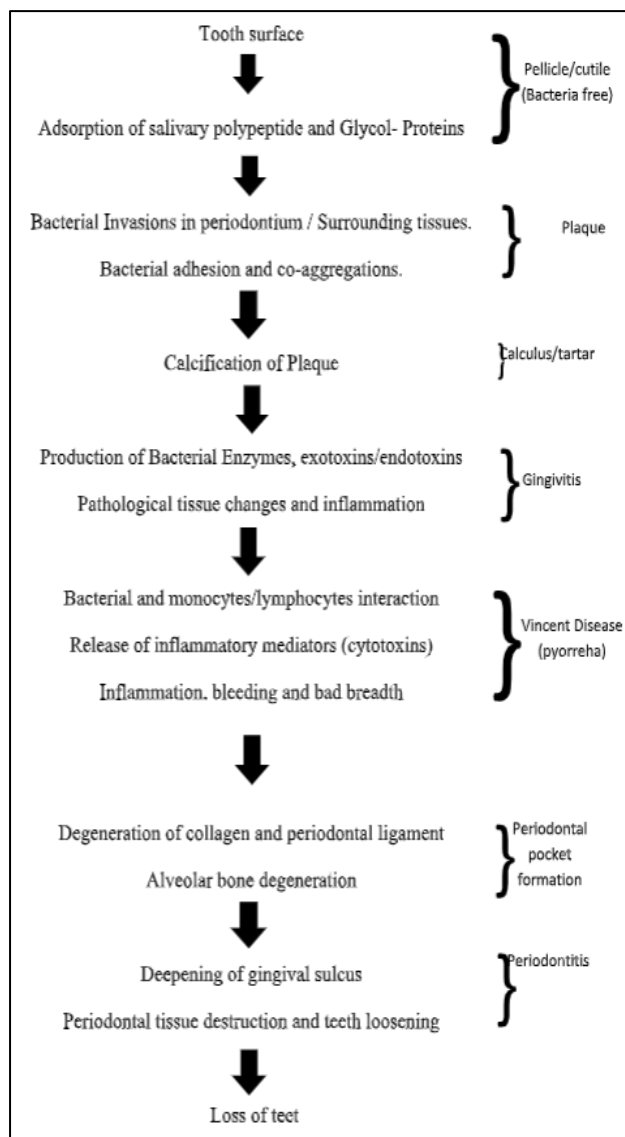 Tooth surface
Pellicle/cutile
(Bacteria free)
Adsorption of salivary polypeptide and Glycol- Proteins
Bacterial Invasions in periodontium / Surrounding tissues.
Plaque
Bacterial adhesion and co-aggregations.
Calcification of Plaque
Calculus/tartar
Production of Bacterial Enzymes, exotoxins/endotoxins
Gingivitis
Pathological tissue changes and inflammation
Bacterial and monocytes/lymphocytes interaction
Vincent Disease
(pyorreha)
Release of inflammatory mediators (cytotoxins)
Inflammation. bleeding and bad breadth
Degeneration of collagen and periodontal ligament
Periodontal
pocket
formation
Alveolar bone degeneration
Periodontitis
Deepening of gingival sulcus
Periodontal tissue destruction and teeth loosening
Loss of teet